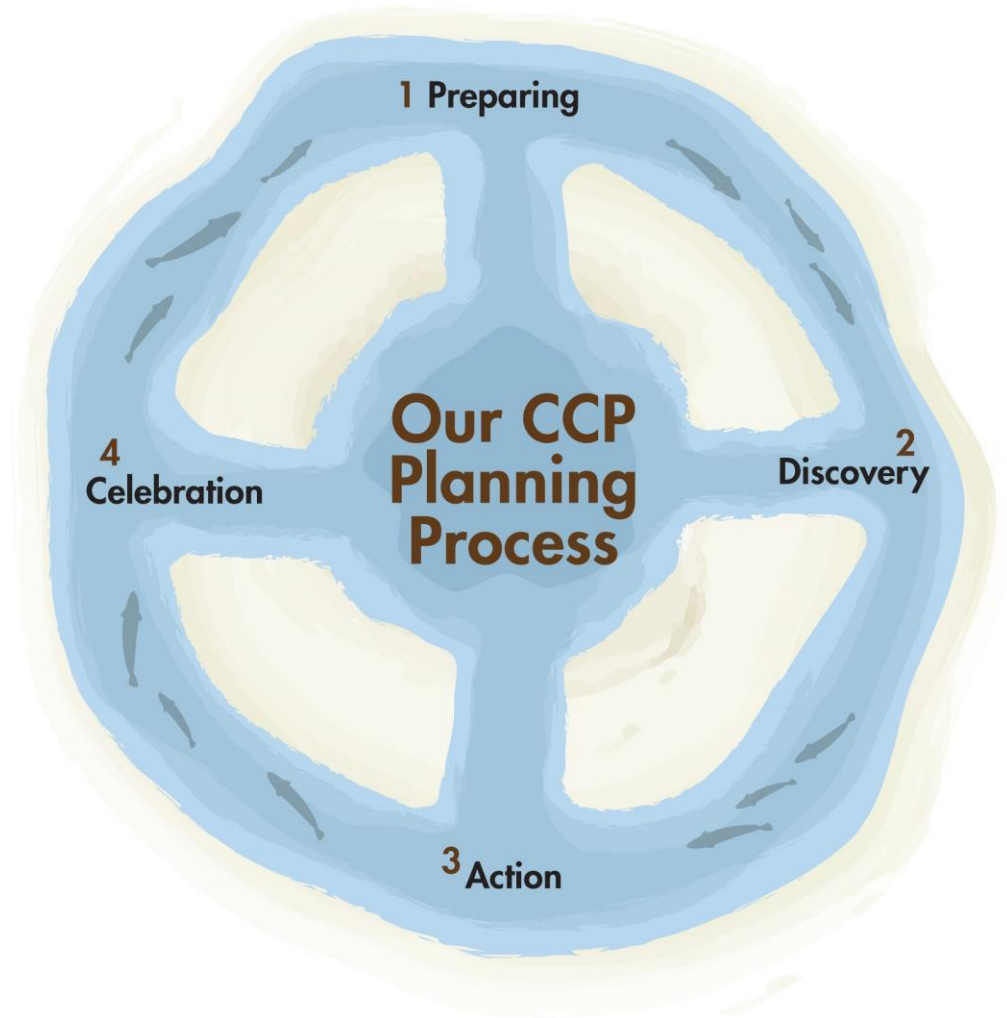 1 Preparing
Our CCP
Planning
Process
2
Discovery
4
Celebration
3 Action